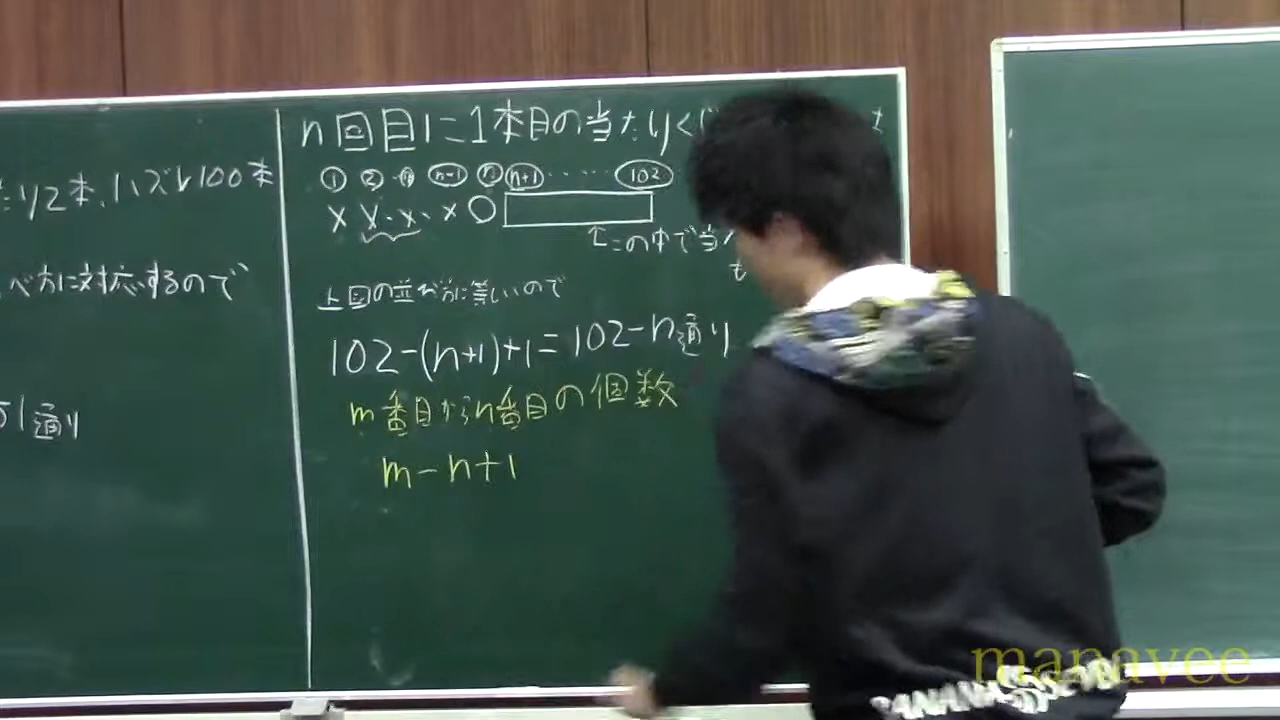 り2本、ハズレ100本
べ方に対応するので
51通り
n回目に1本目の当たりく
① ② ⓝ-1 ⓝ n+1 ..... 102
× × . × . × ○
↑この中で当
上図の並べ方に等しいので
102-(n+1)+1=102-n通り
m番目からn番目の個数
m-n+1
manavee